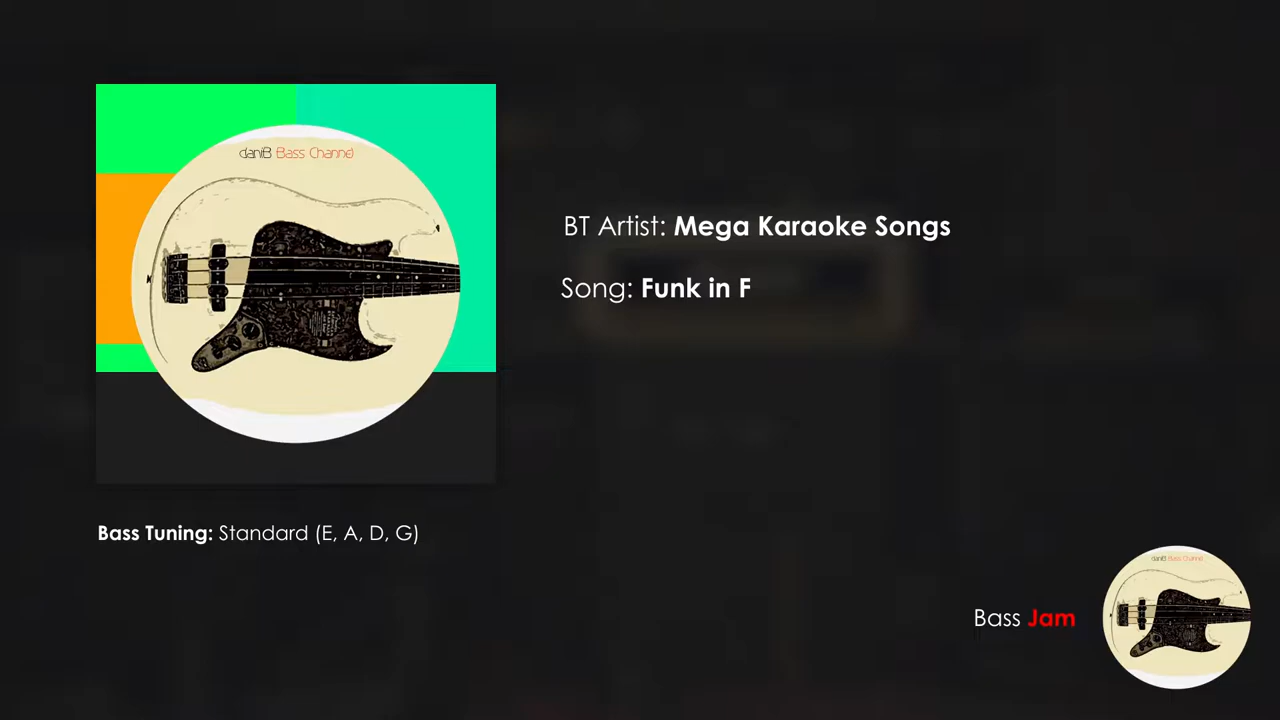 daniB Bass Channel
BT Artist: Mega Karaoke Songs
Song: Funk in F
Bass Tuning: Standard (E, A, D, G)
Bass Jam
daniB Bass Channel